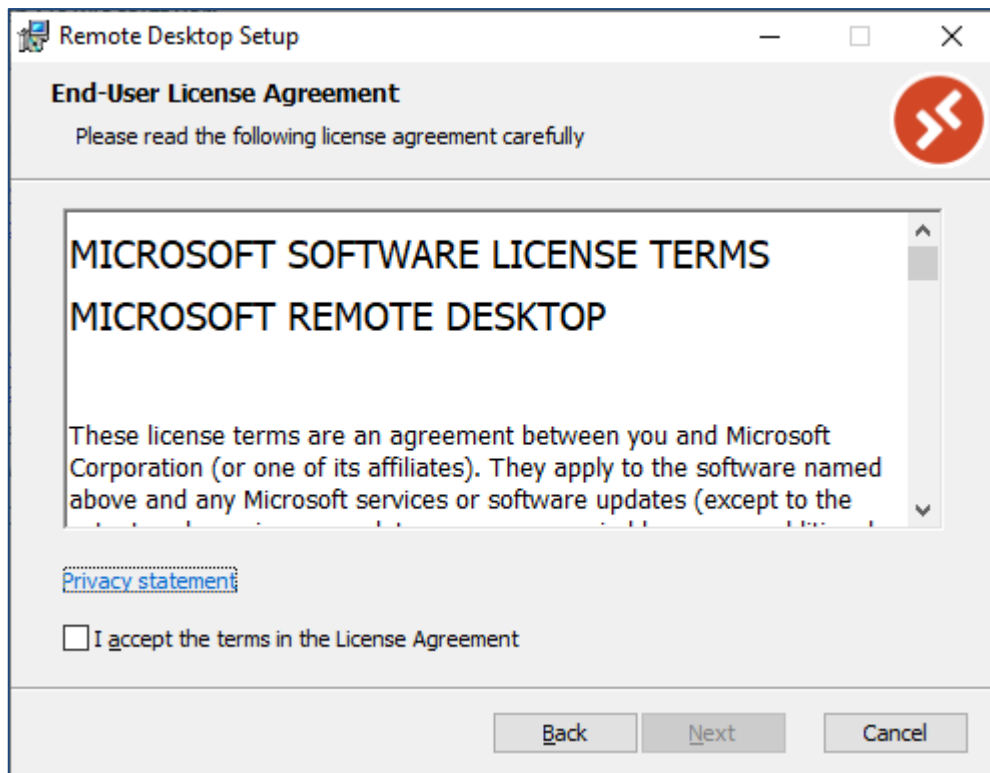 Remote Desktop Setup
End-User License Agreement
Please read the following license agreement carefully
MICROSOFT SOFTWARE LICENSE TERMS
MICROSOFT REMOTE DESKTOP
These license terms are an agreement between you and Microsoft
Corporation (or one of its affiliates). They apply to the software named
above and any Microsoft services or software updates (except to the
Privacy statement
I accept the terms in the License Agreement
Back
Next
Cancel